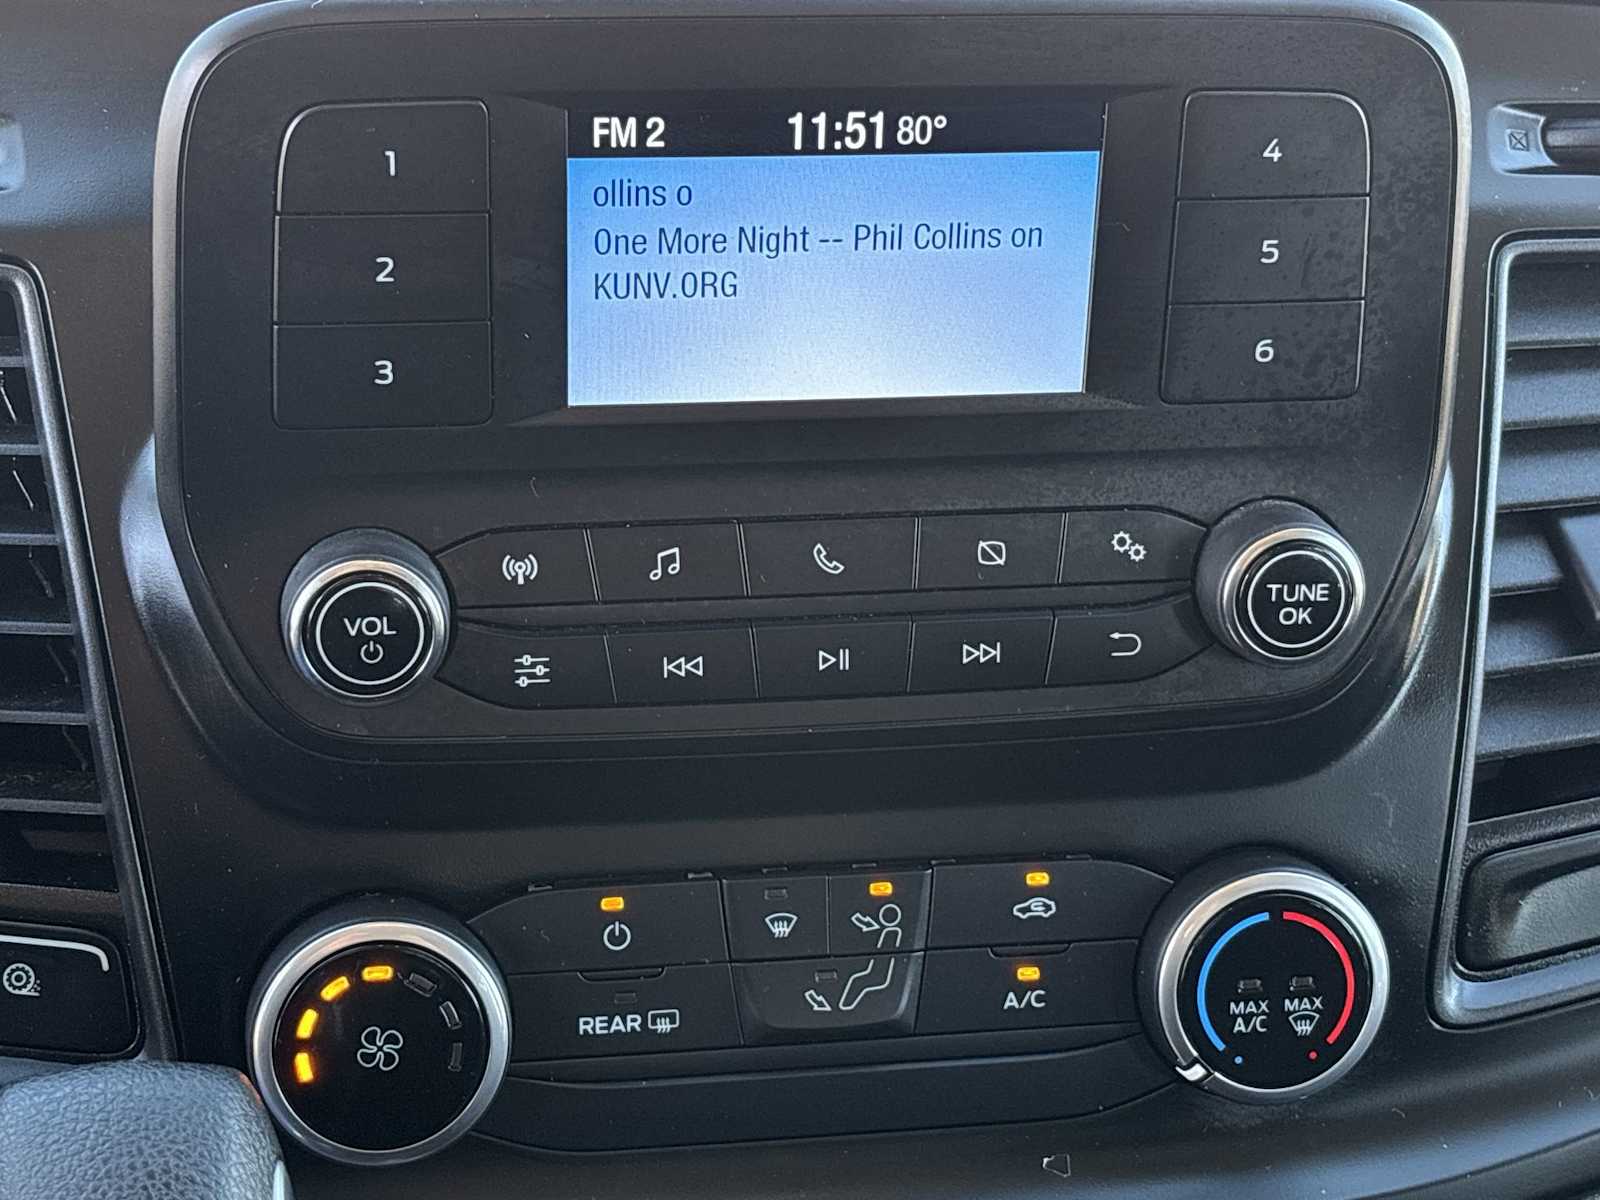 FM 2 11:51 80°
ollins o
One More Night -- Phil Collins on
KUNV.ORG
1
2
3
4
5
6
VOL
TUNE
OK
REAR
A/C
MAX
A/C
MAX